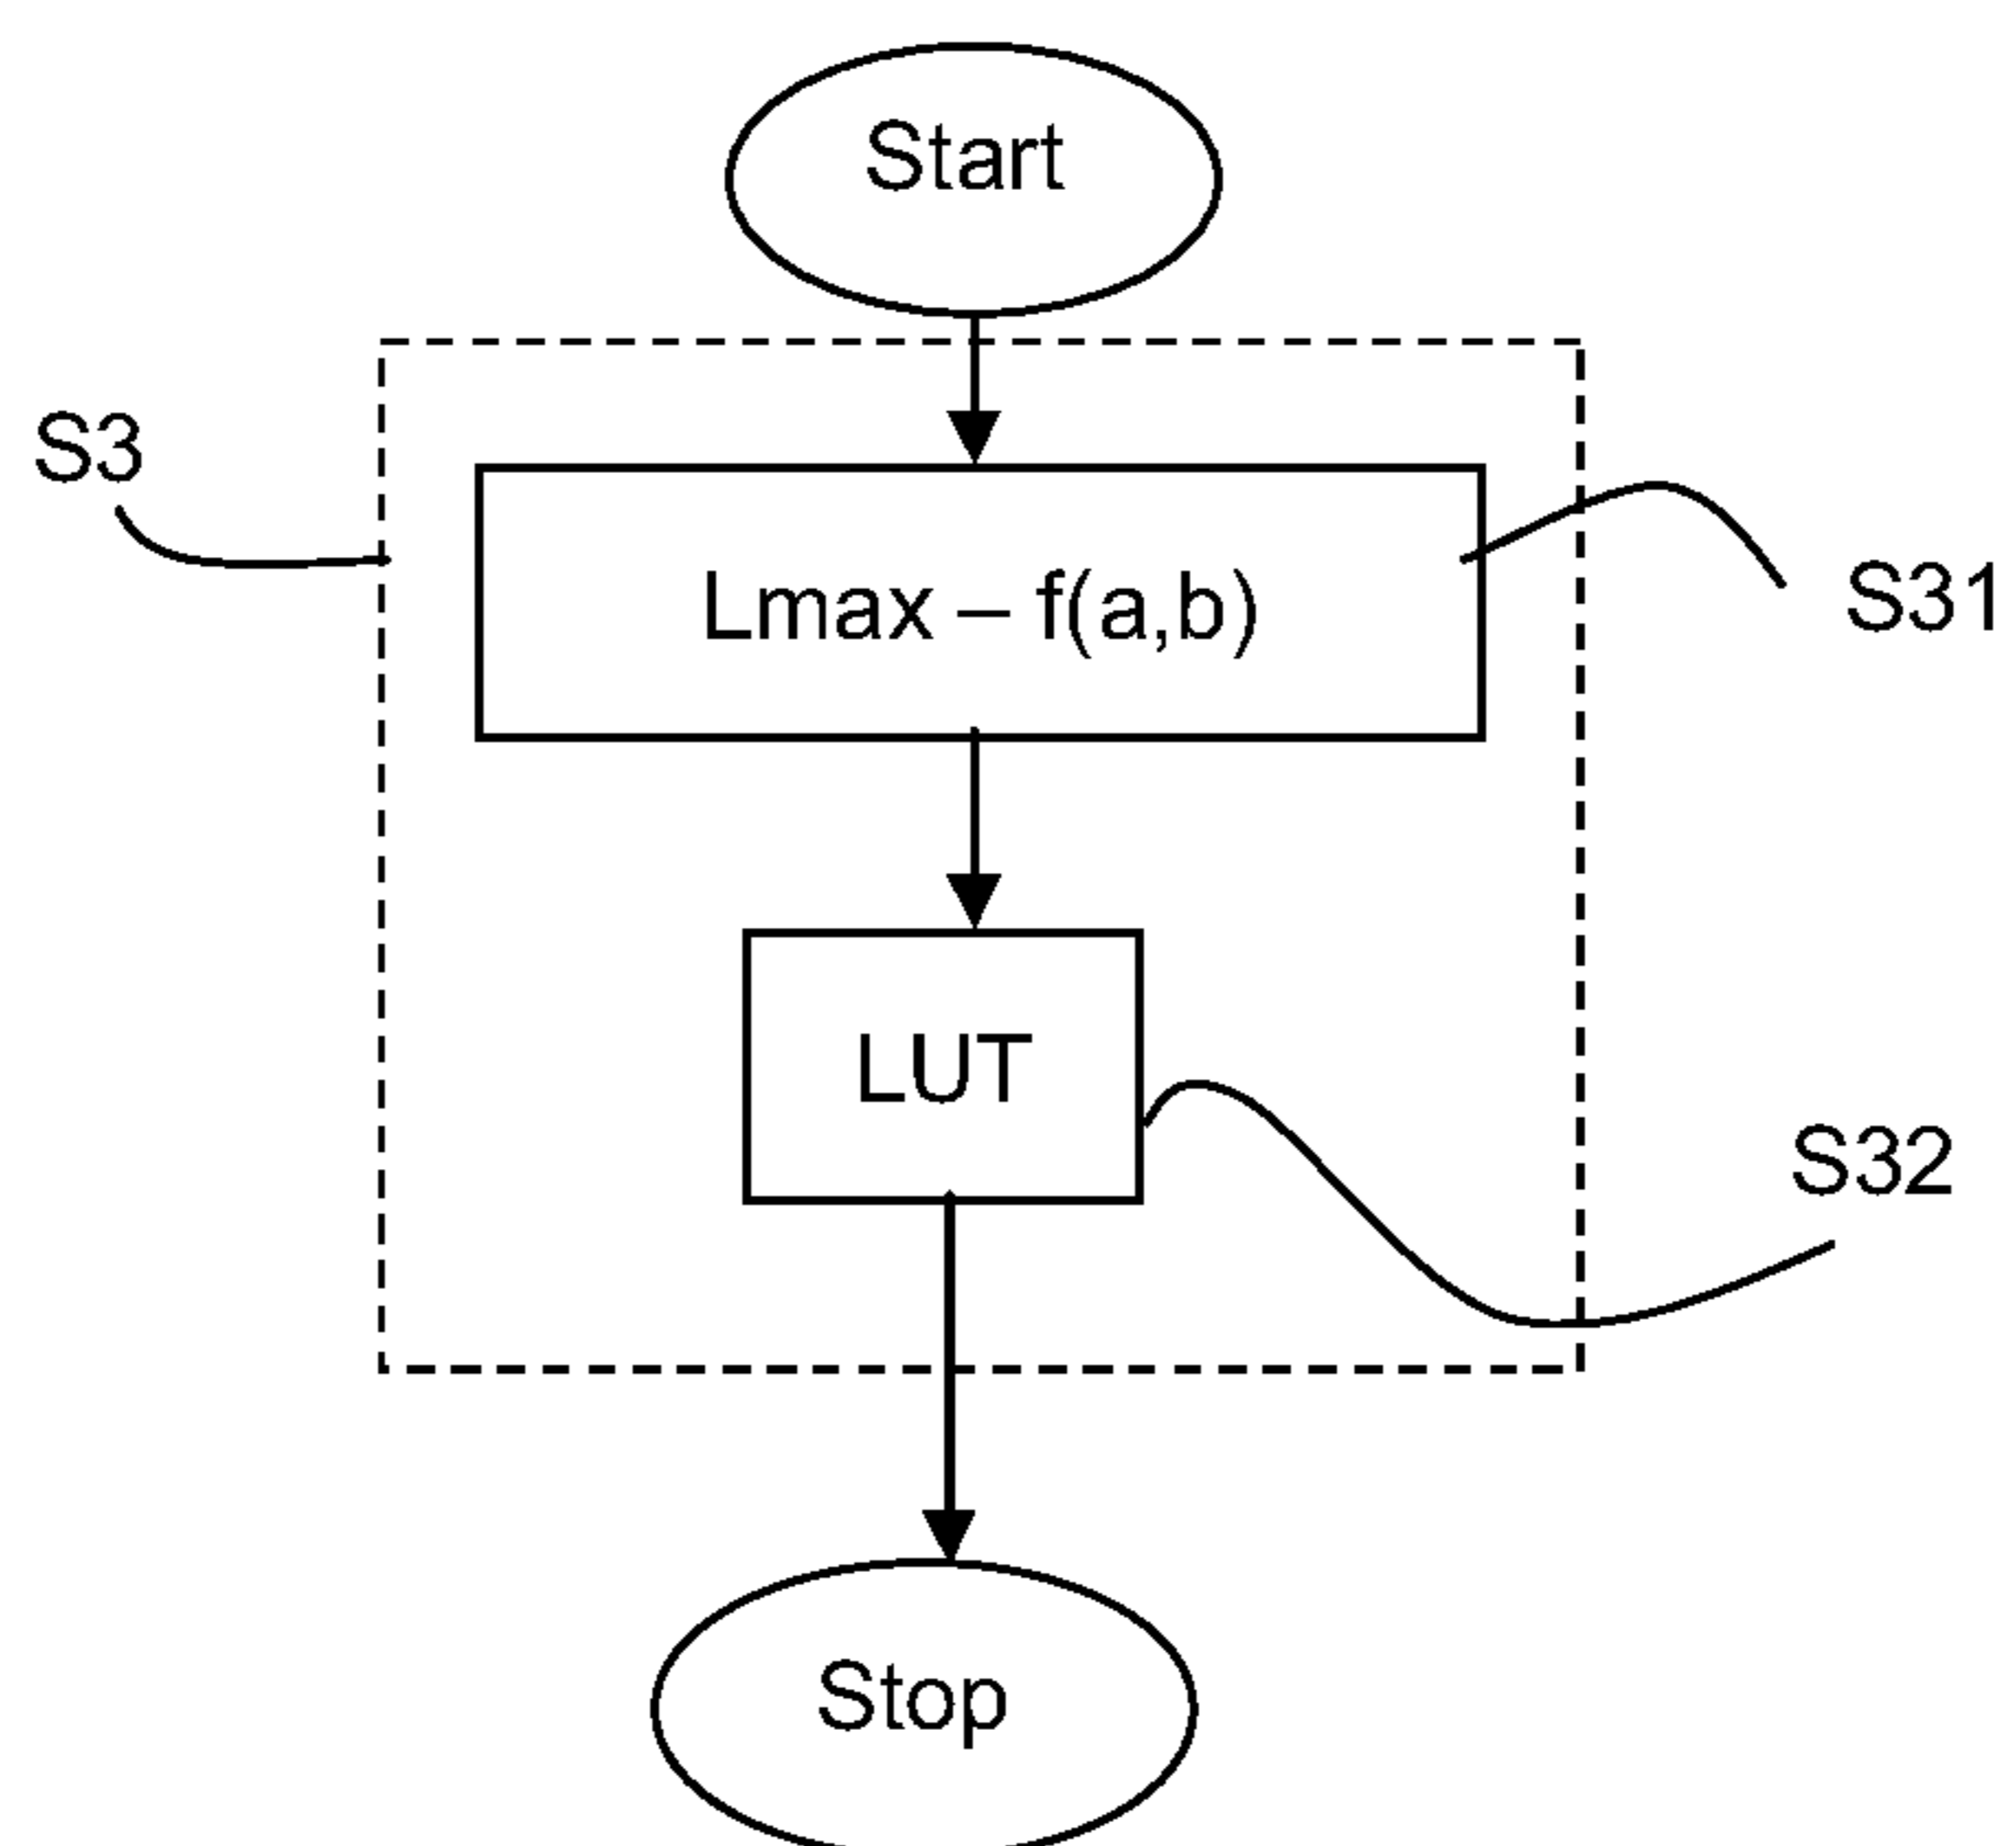 Start
S3
Lmax – f(a,b)
S31
LUT
S32
Stop